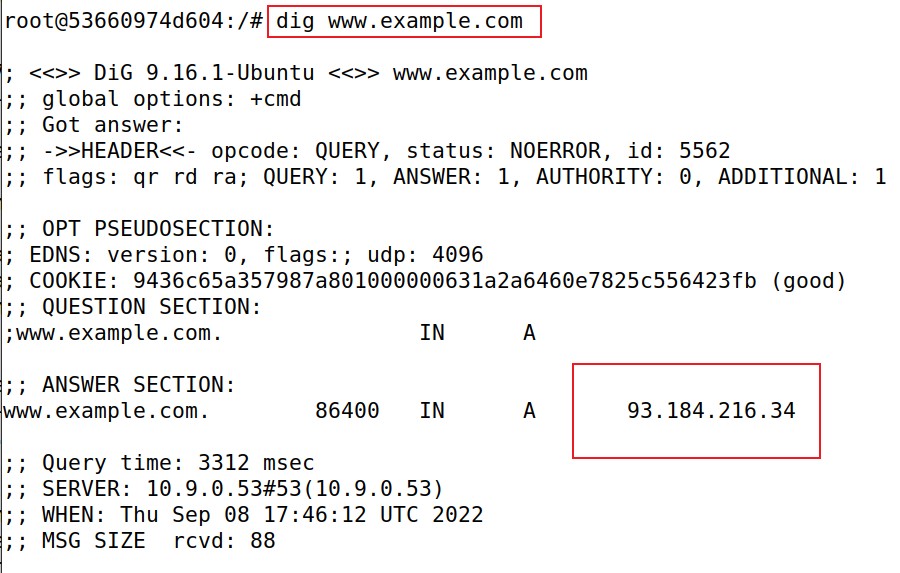 root@53660974d604:/# dig www.example.com
; <<>> DiG 9.16.1-Ubuntu <<>> www.example.com
;; global options: +cmd
;; Got answer:
;; ->>HEADER<<- opcode: QUERY, status: NOERROR, id: 5562
;; flags: qr rd ra; QUERY: 1, ANSWER: 1, AUTHORITY: 0, ADDITIONAL: 1
;; OPT PSEUDOSECTION:
; EDNS: version: 0, flags:; udp: 4096
; COOKIE: 9436c65a357987a801000000631a2a6460e7825c556423fb (good)
;; QUESTION SECTION:
;www.example.com. IN A
;; ANSWER SECTION:
www.example.com. 86400 IN A 93.184.216.34
;; Query time: 3312 msec
;; SERVER: 10.9.0.53#53(10.9.0.53)
;; WHEN: Thu Sep 08 17:46:12 UTC 2022
;; MSG SIZE  rcvd: 88